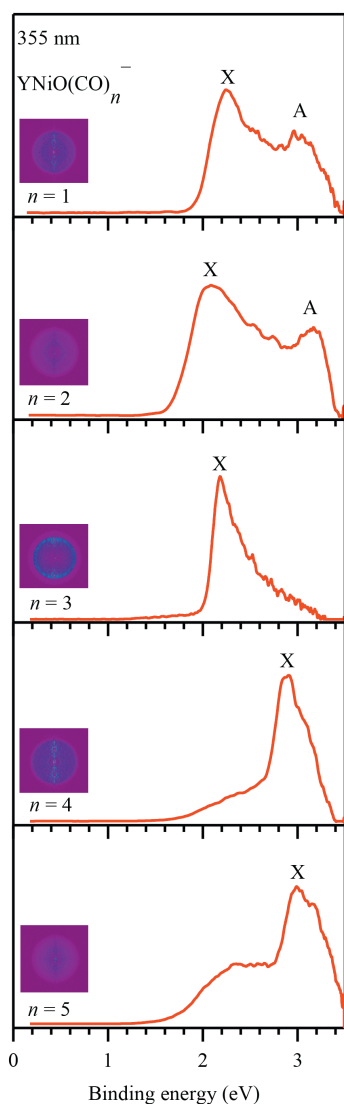 355 nm
YNiO(CO)n−
X
A
n = 1
X
A
n = 2
X
n = 3
X
n = 4
X
n = 5
0 1 2 3
Binding energy (eV)